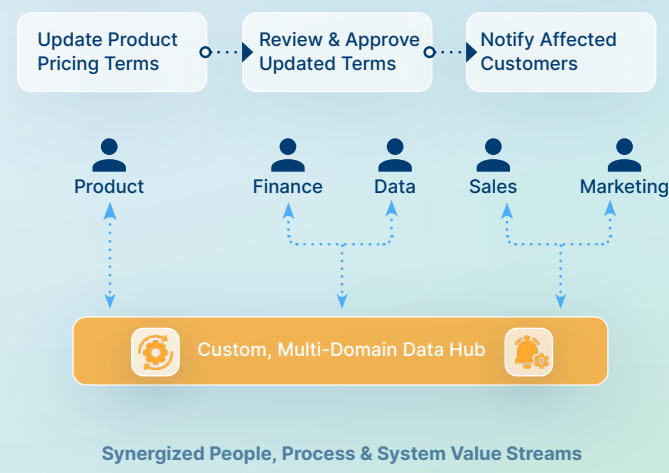 Update Product
Pricing Terms
Review & Approve
Updated Terms
Notify Affected
Customers
Product
Finance
Data
Sales
Marketing
Custom, Multi-Domain Data Hub
Synergized People, Process & System Value Streams